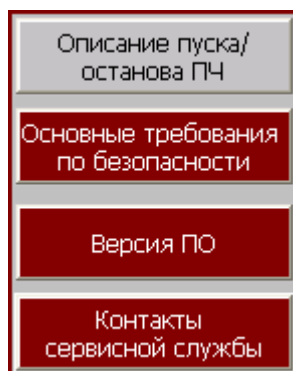 Описание пуска/
останова ПЧ
Основные требования
по безопасности
Версия ПО
Контакты
сервисной службы